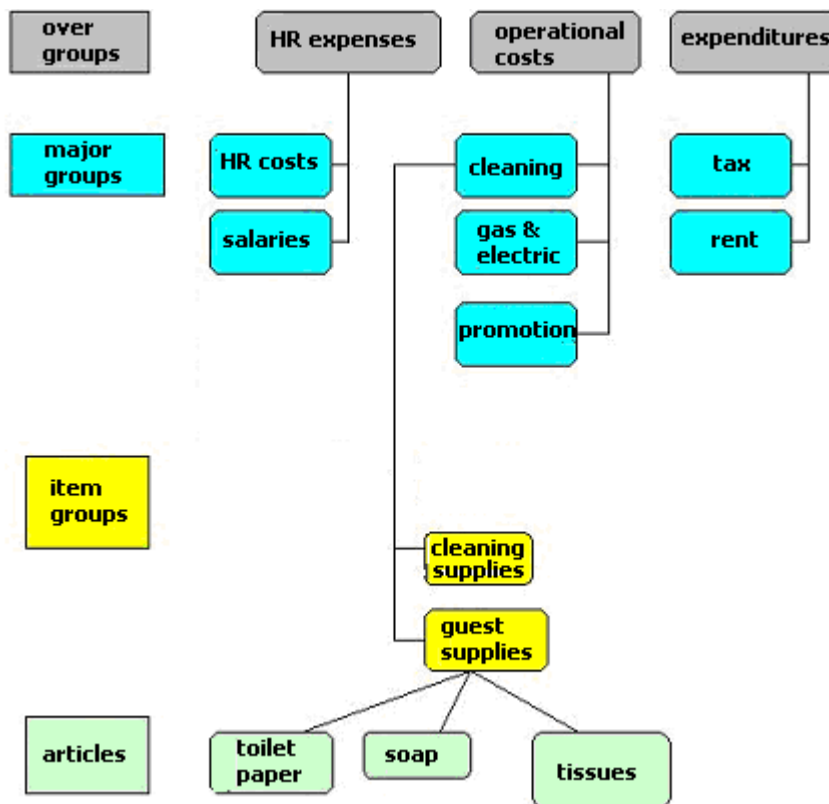 over
groups
HR expenses
operational
costs
expenditures
major
groups
HR costs
cleaning
tax
salaries
gas &
electric
rent
promotion
item
groups
cleaning
supplies
guest
supplies
articles
toilet
paper
soap
tissues